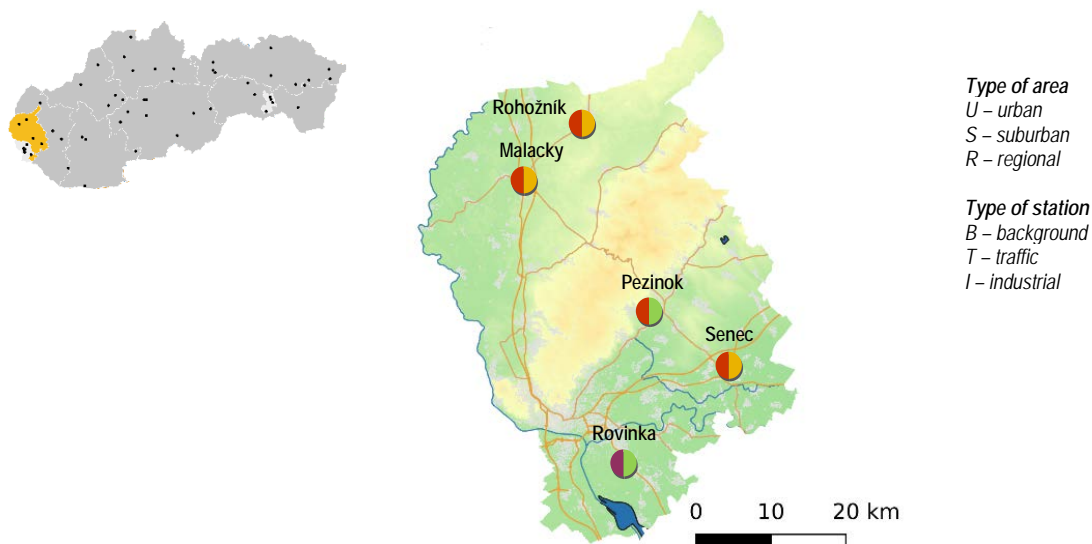 Rohožník
Malacky
Pezinok
Senec
Rovinka
0 10 20 km
Type of area
U – urban
S – suburban
R – regional
Type of station
B – background
T – traffic
I – industrial